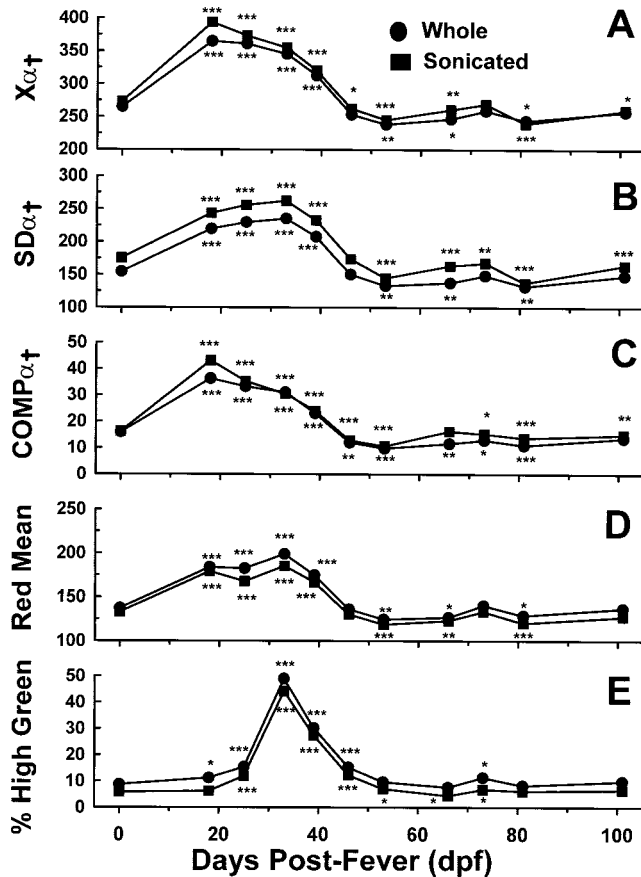 A
Whole
Sonicated
Xα†
400
350
300
250
200
*** *** *** *** * *** ** * *
*** *** *** *** ** * ***
B
SDα†
300
250
200
150
100
*** *** *** *** *** *** ** *** ***
*** *** *** *** ** ** **
C
COMPα†
50
40
30
20
10
0
*** *** *** *** *** *** * *** **
*** *** *** *** ** *** ** * ***
D
Red Mean
250
200
150
100
*** *** *** *** ** * *
*** *** *** *** *** ** ***
E
% High Green
50
40
30
20
10
0
* *** *** *** *** *
*** *** *** *** * * *
0 20 40 60 80 100
Days Post-Fever (dpf)